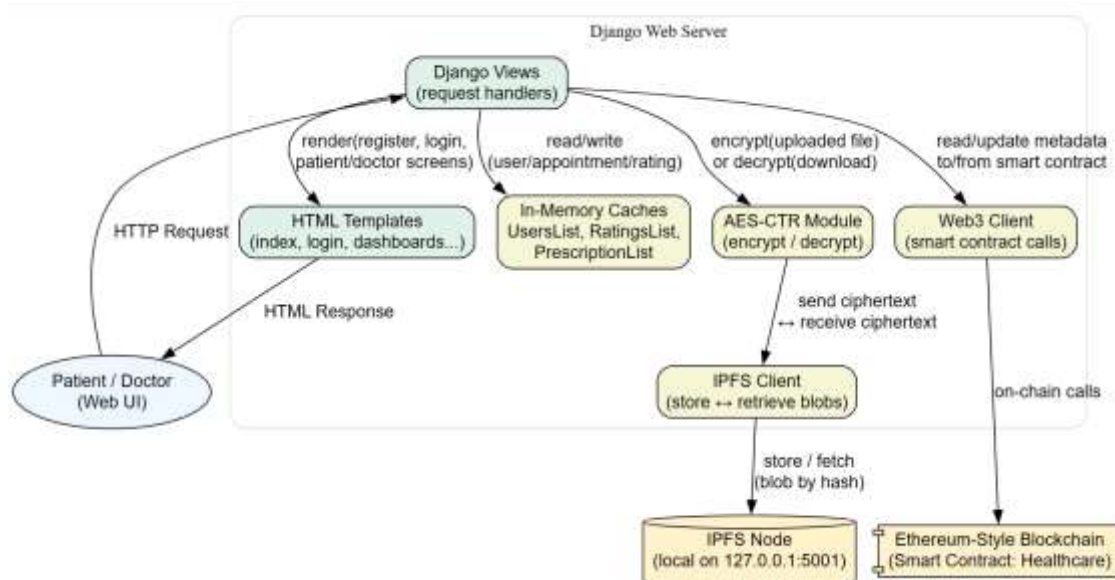 Django Web Server
Django Views
(request handlers)
render(register, login,
patient/doctor screens)
read/write
(user/appointment/rating)
encrypt(uploaded file)
or decrypt(download)
read/update metadata
to/from smart contract
HTTP Request
HTML Templates
(index, login, dashboards...)
In-Memory Caches
UsersList, RatingsList,
PrescriptionList
AES-CTR Module
(encrypt / decrypt)
Web3 Client
(smart contract calls)
HTML Response
send ciphertext
↔ receive ciphertext
Patient / Doctor
(Web UI)
IPFS Client
(store ↔ retrieve blobs)
on-chain calls
store / fetch
(blob by hash)
IPFS Node
(local on 127.0.0.1:5001)
Ethereum-Style Blockchain
(Smart Contract: Healthcare)